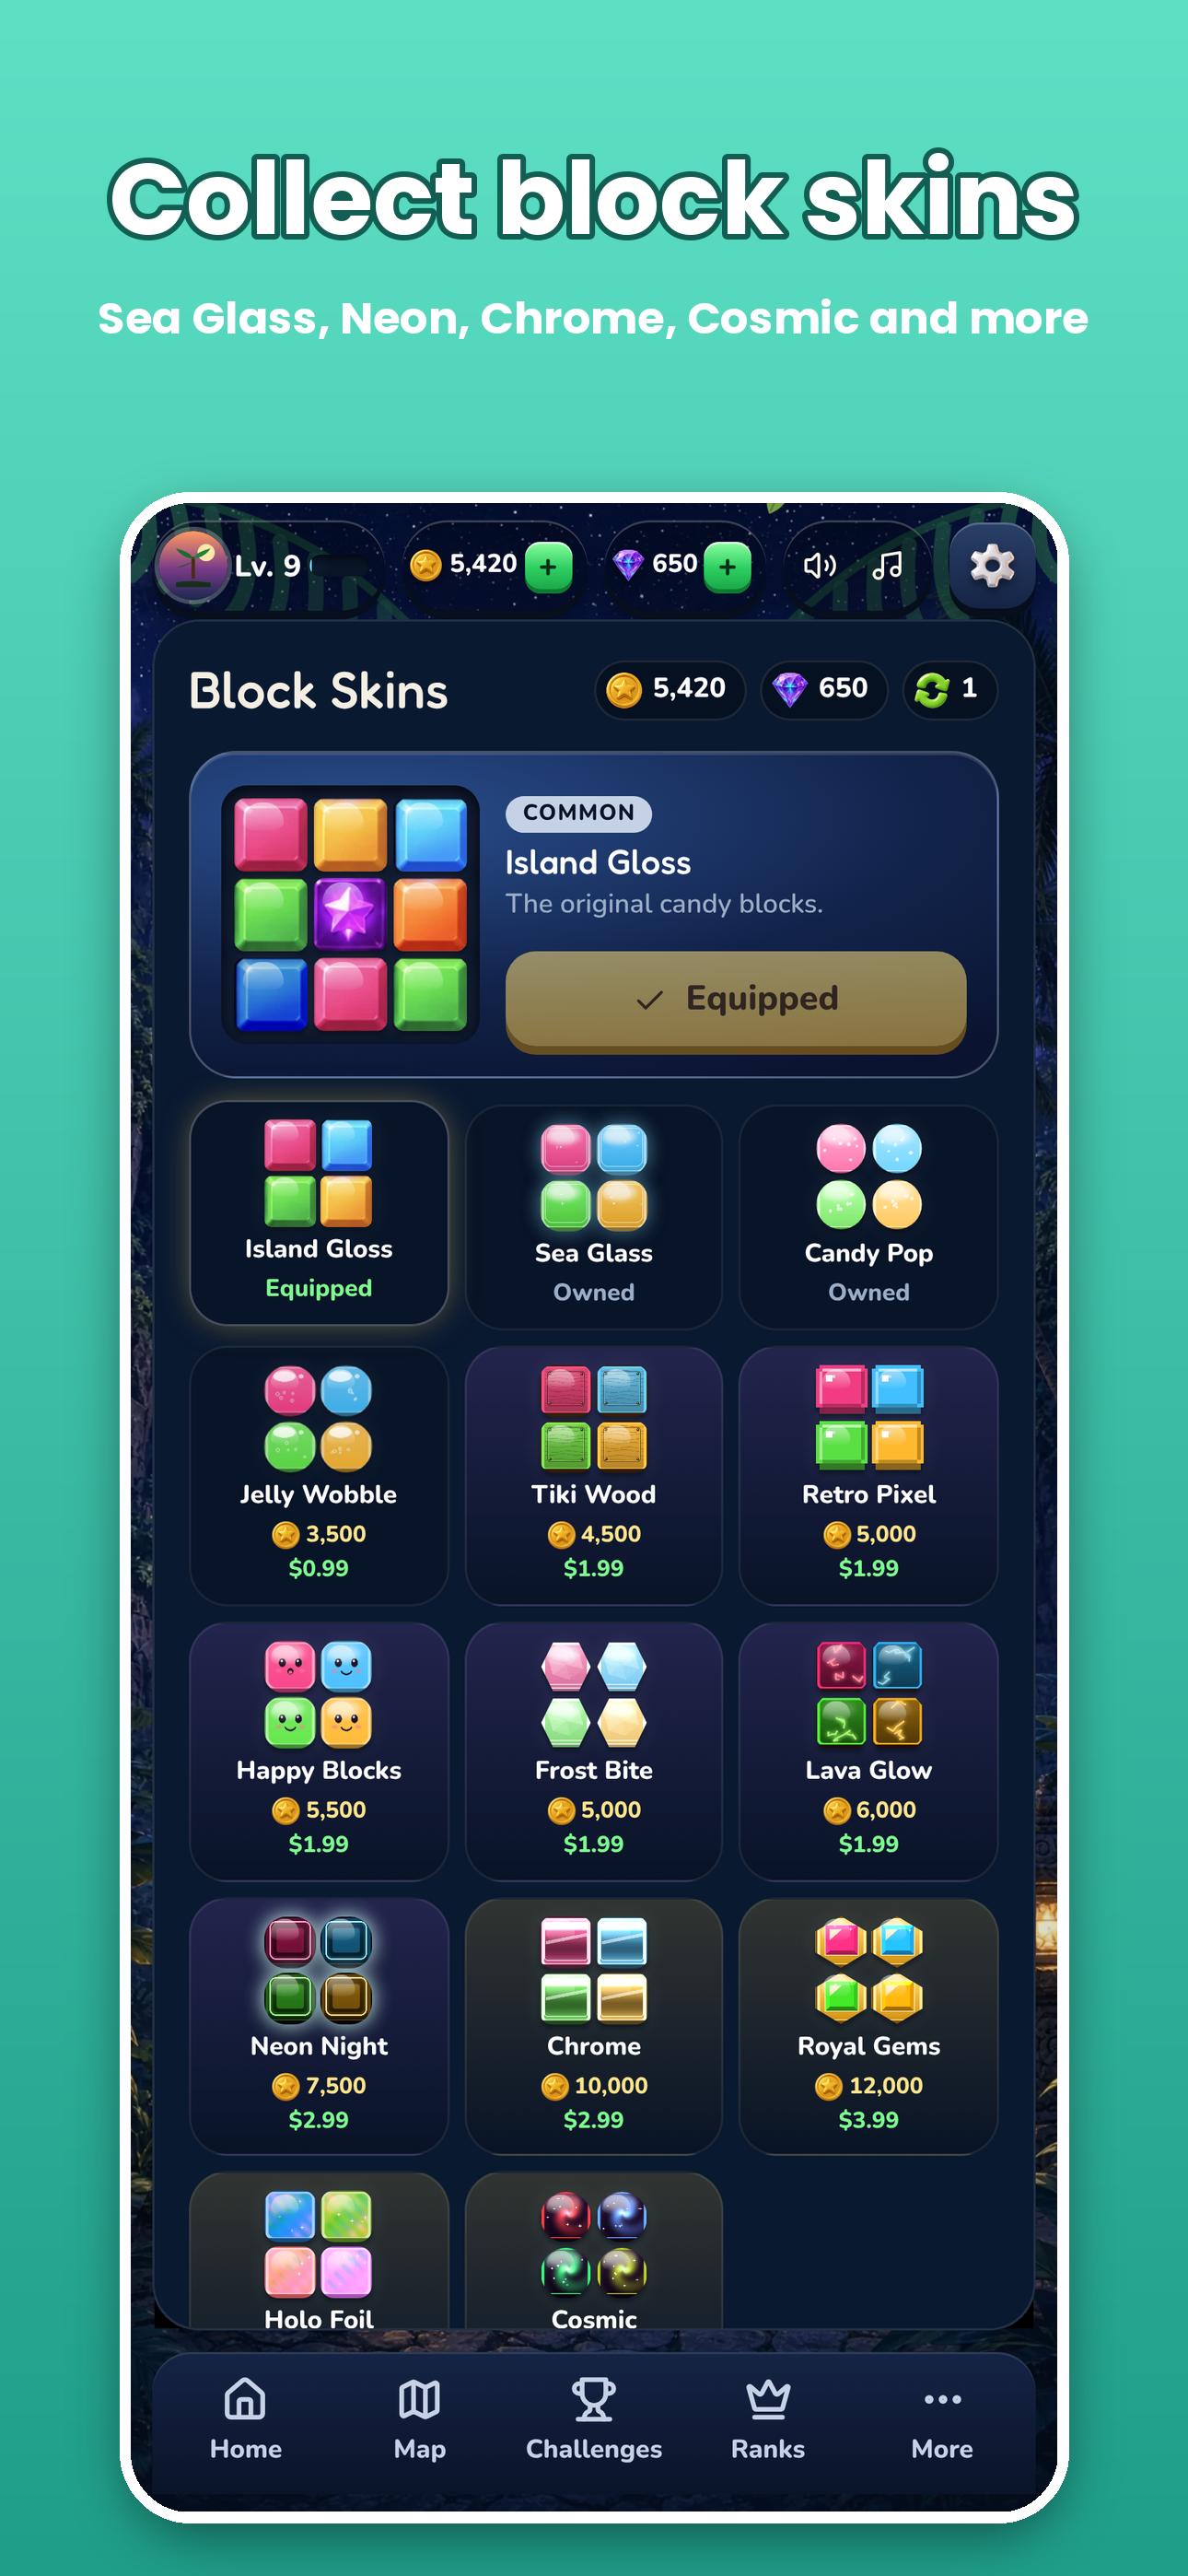 Collect block skins
Sea Glass, Neon, Chrome, Cosmic and more
Lv. 9 5,420 + 650 +
Block Skins 5,420 650 1
COMMON
Island Gloss
The original candy blocks.
Equipped
Island Gloss Sea Glass Candy Pop
Equipped Owned Owned
Jelly Wobble Tiki Wood Retro Pixel
3,500 4,500 5,000
$0.99 $1.99 $1.99
Happy Blocks Frost Bite Lava Glow
5,500 5,000 6,000
$1.99 $1.99 $1.99
Neon Night Chrome Royal Gems
7,500 10,000 12,000
$2.99 $2.99 $3.99
Holo Foil Cosmic
Home Map Challenges Ranks More